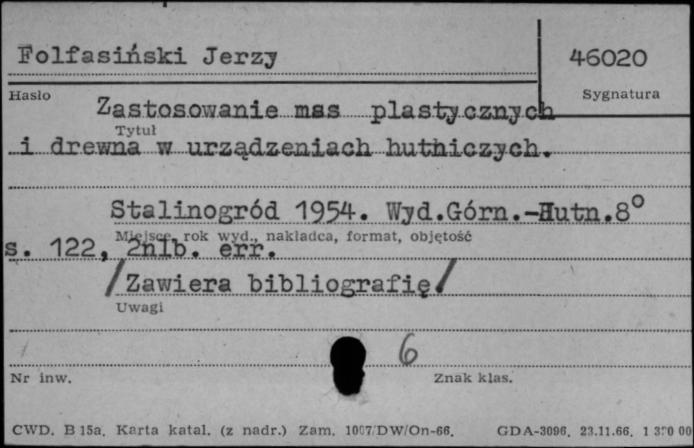 Folfasiński Jerzy
46020
Hasło
Sygnatura
Zastosowanie mas plastycznych
Tytuł
i drewna w urządzeniach hutniczych.
Stalinogród 1954. Wyd.Górn.-Hutn.8°
Miejsce, rok wyd., nakładca, format, objętość
s. 122, 2nlb. err.
/Zawiera bibliografię/
Uwagi
6
Nr inw.
Znak klas.
CWD. B 15a. Karta katal. (z nadr.) Zam. 1007/DW/On-66. GDA-3096. 23.11.66.